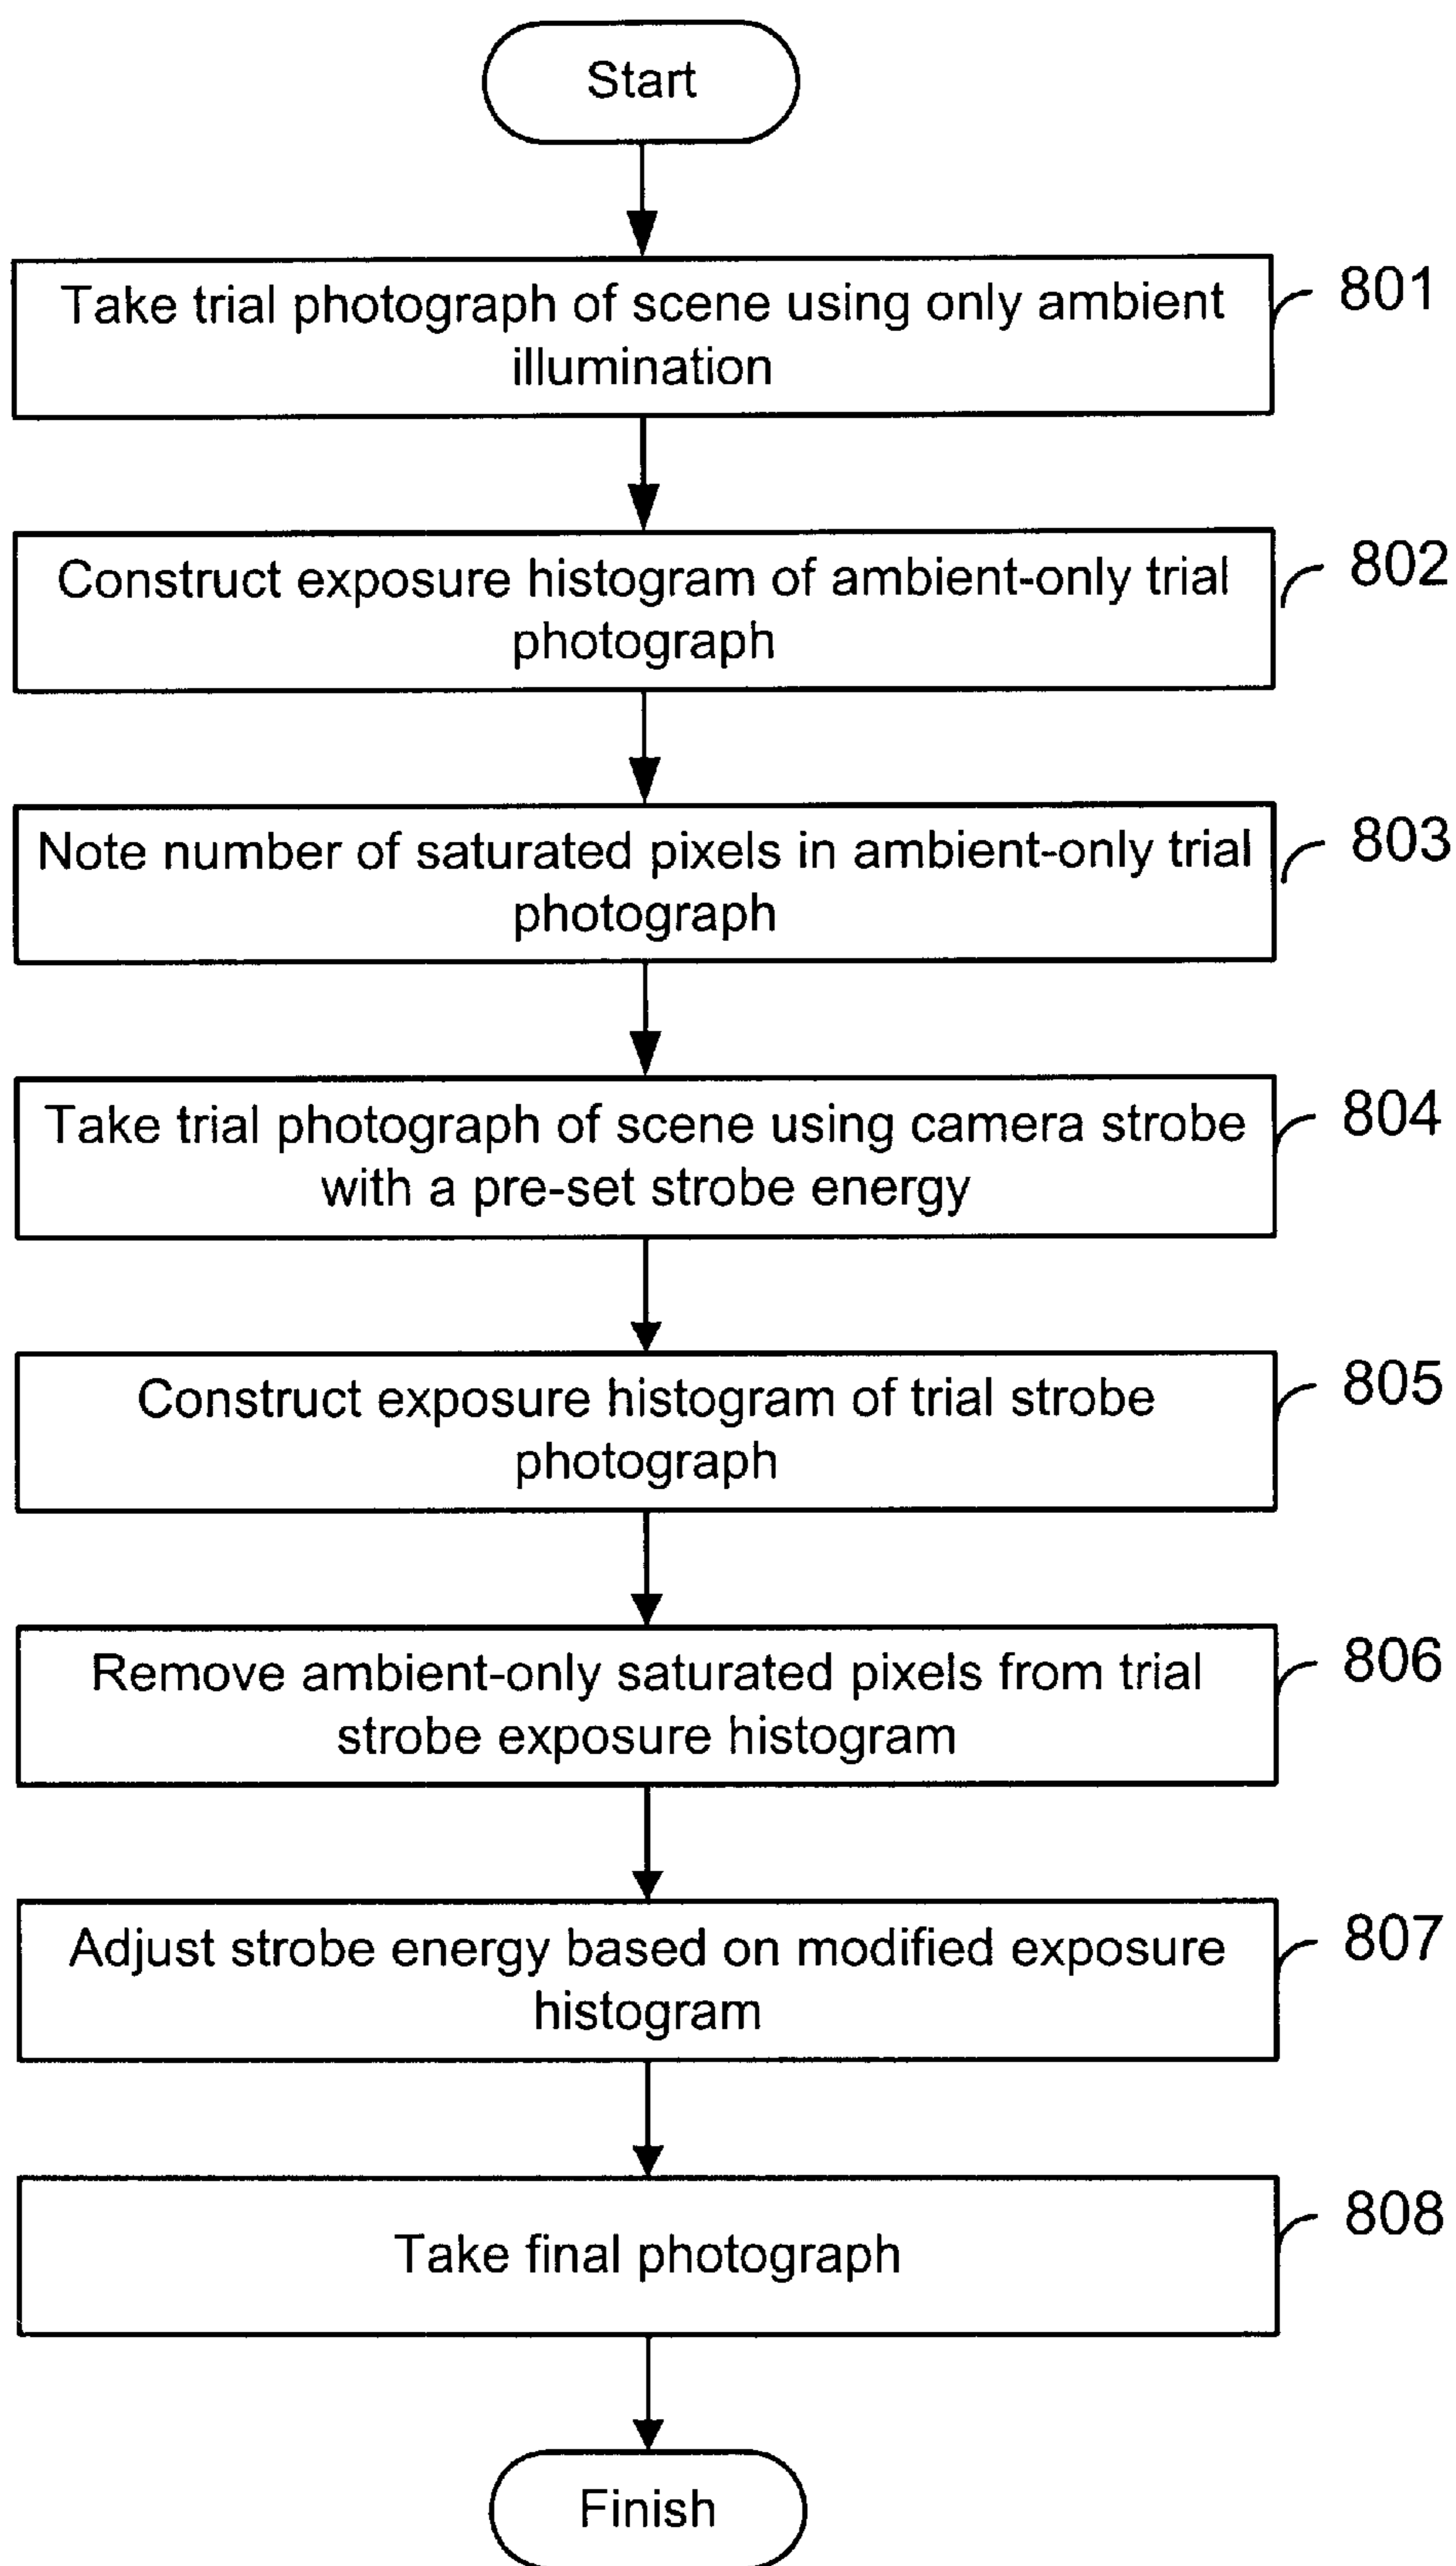 Start
Take trial photograph of scene using only ambient
illumination
801
Construct exposure histogram of ambient-only trial
photograph
802
Note number of saturated pixels in ambient-only trial
photograph
803
Take trial photograph of scene using camera strobe
with a pre-set strobe energy
804
Construct exposure histogram of trial strobe
photograph
805
Remove ambient-only saturated pixels from trial
strobe exposure histogram
806
Adjust strobe energy based on modified exposure
histogram
807
Take final photograph
808
Finish